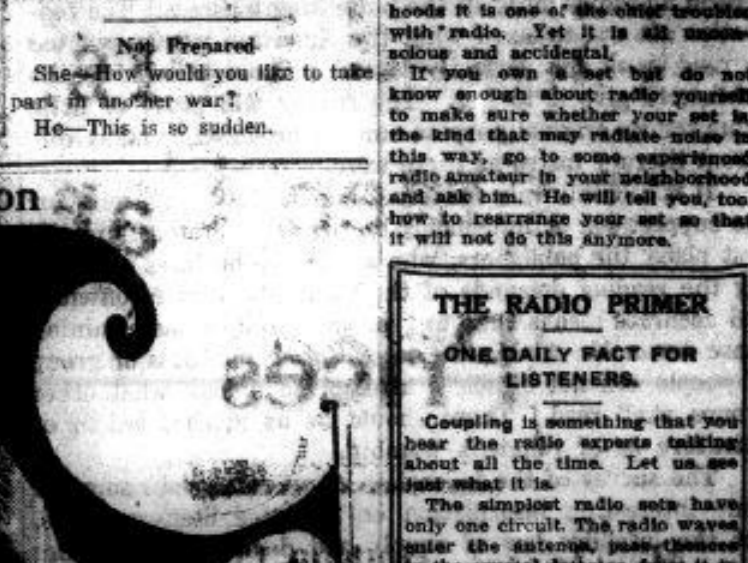 Not Prepared
She—How would you like to take
part in another war?
He—This is so sudden.
on
hoods it is one of the chief trouble
with radio. Yet it is all uncon-
scious and accidental.
If you own a set but do not
know enough about radio yourself
to make sure whether your set is
the kind that may radiate noise in
this way, go to some experienced
radio amateur in your neighborhood
and ask him. He will tell you, too
how to rearrange your set so that
it will not do this anymore.
THE RADIO PRIMER
ONE DAILY FACT FOR
LISTENERS.
Coupling is something that you
hear the radio experts talking
about all the time. Let us see
just what it is.
The simplest radio sets have
only one circuit. The radio waves
enter the antenna, pass thence